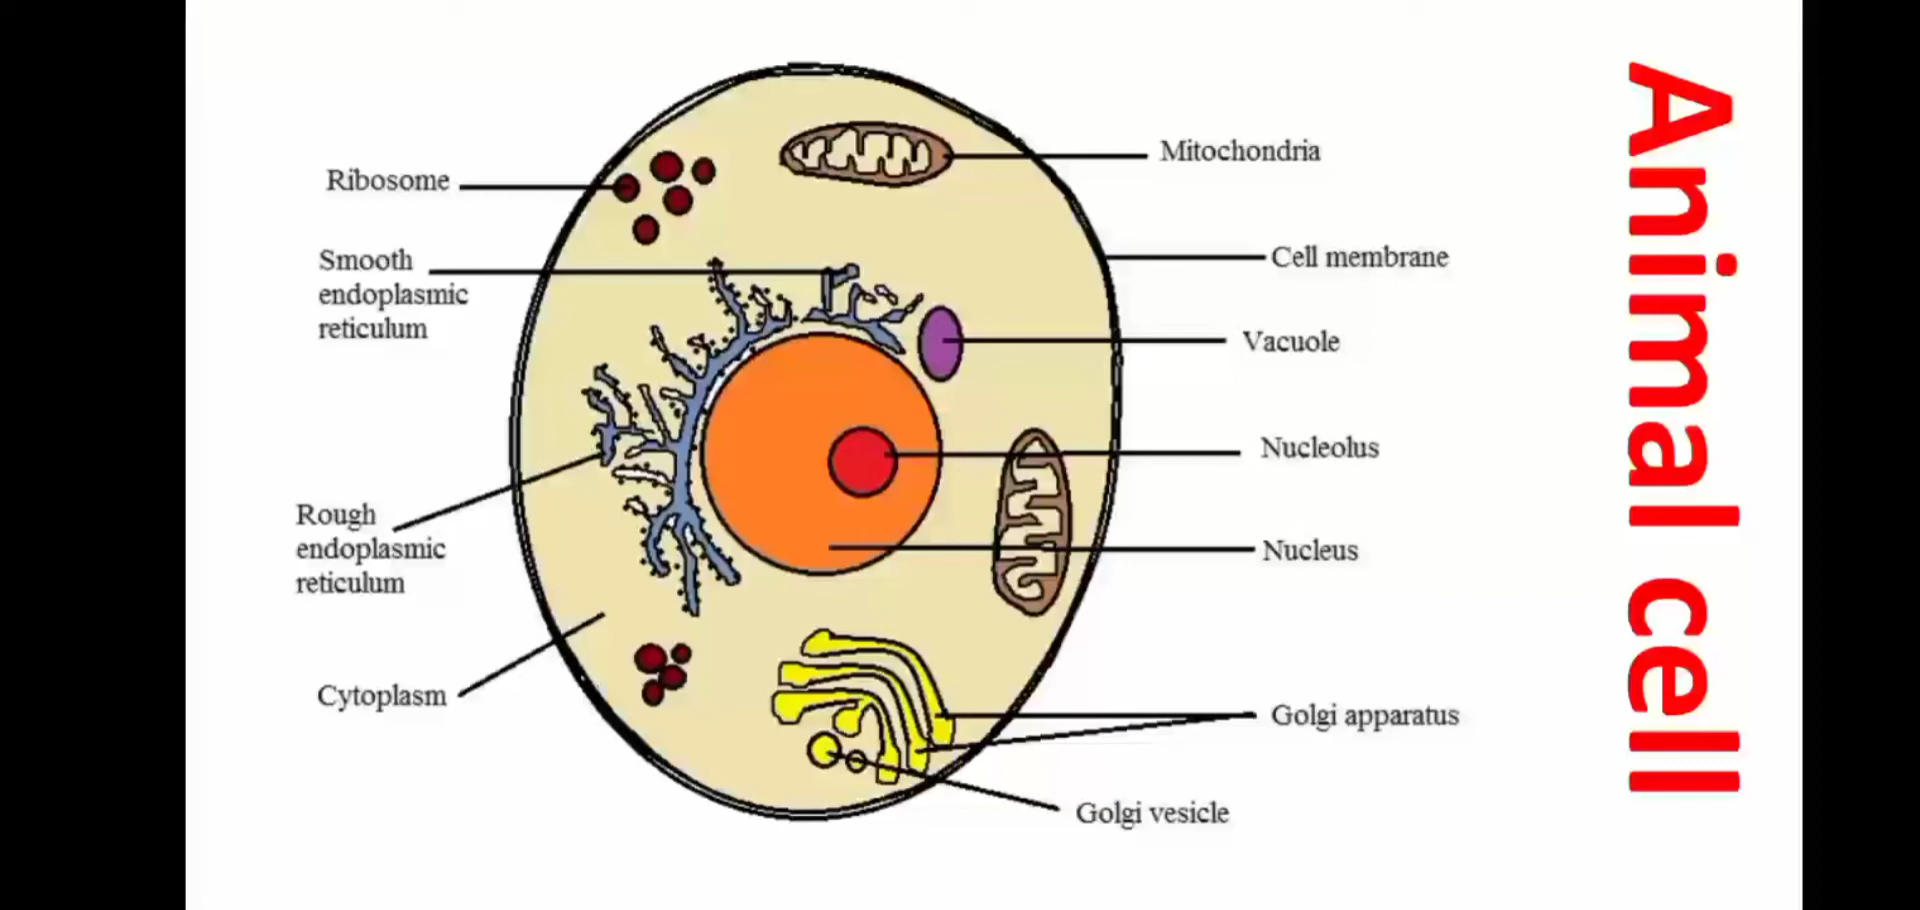 Ribosome
Smooth
endoplasmic
reticulum
Rough
endoplasmic
reticulum
Cytoplasm
Mitochondria
Cell membrane
Vacuole
Nucleolus
Nucleus
Golgi apparatus
Golgi vesicle
Animal cell